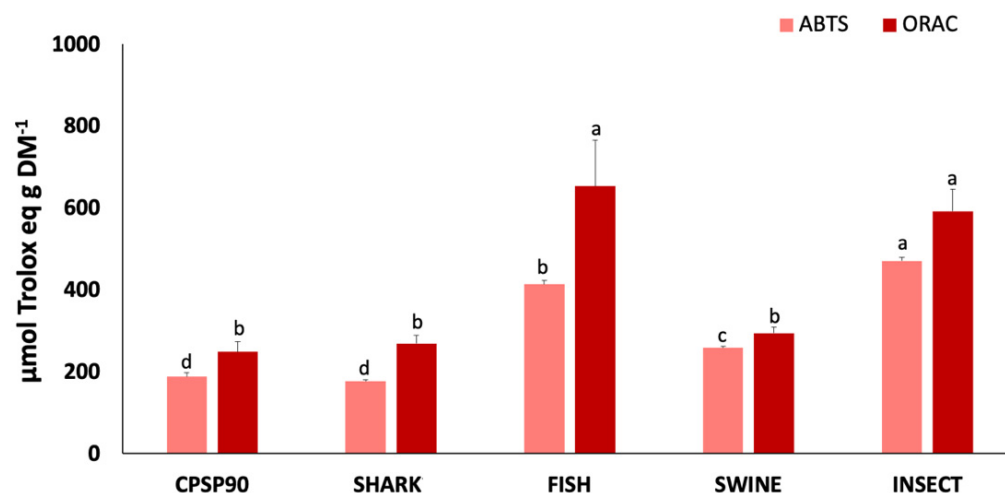 ABTS ORAC
1000
800
600
400
200
0
µmol Trolox eq g DM-1
d b d b b a c b a a
CPSP90 SHARK FISH SWINE INSECT